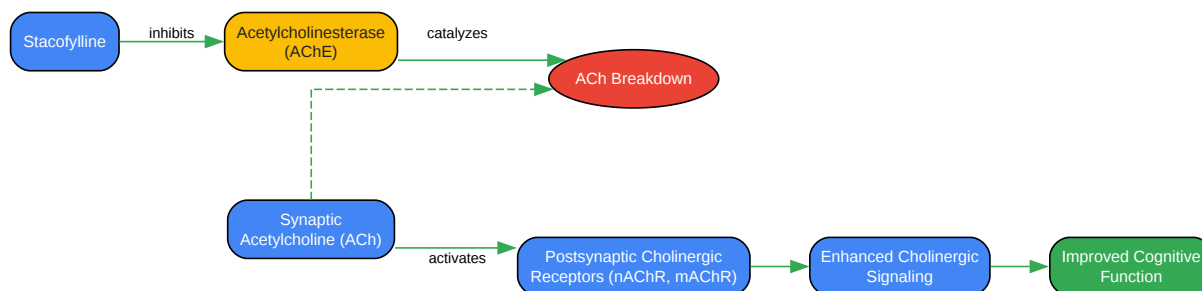 Stacofylline
inhibits
Acetylcholinesterase
(AChE)
catalyzes
ACh Breakdown
Synaptic
Acetylcholine (ACh)
activates
Postsynaptic Cholinergic
Receptors (nAChR, mAChR)
Enhanced Cholinergic
Signaling
Improved Cognitive
Function